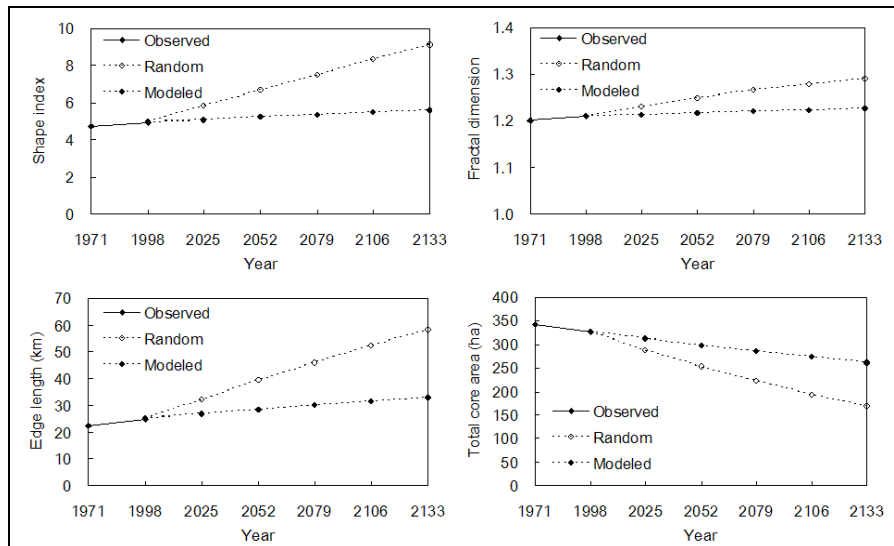 Shape index
10
8
6
4
2
0
Observed
Random
Modeled
1971 1998 2025 2052 2079 2106 2133
Year
Fractal dimension
1.4
1.3
1.2
1.1
1.0
Observed
Random
Modeled
1971 1998 2025 2052 2079 2106 2133
Year
Edge length (km)
70
60
50
40
30
20
10
0
Observed
Random
Modeled
1971 1998 2025 2052 2079 2106 2133
Year
Total core area (ha)
400
350
300
250
200
150
100
50
0
Observed
Random
Modeled
1971 1998 2025 2052 2079 2106 2133
Year